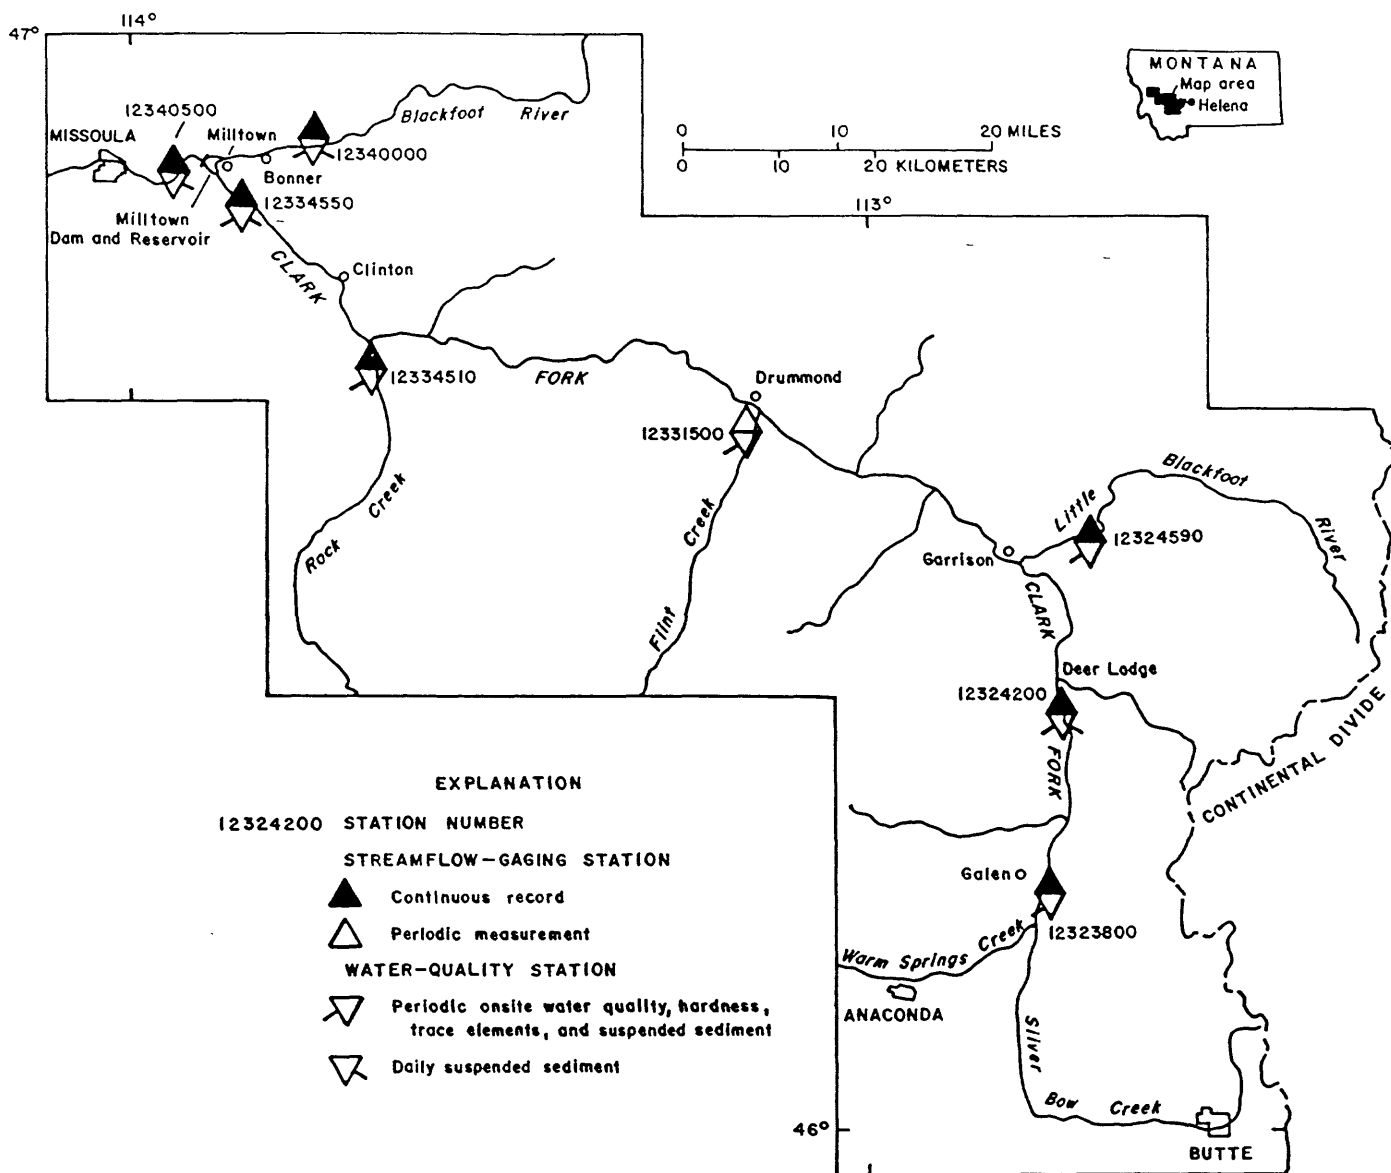 114°
47°
MONTANA
Map area
Helena
12340500
MISSOULA
Milltown
Blackfoot River
12340000
Bonner
12334550
Milltown
Dam and Reservoir
0 10 20 MILES
0 10 20 KILOMETERS
113°
CLARK
Clinton
12334510
FORK
Drummond
12331500
Rock Creek
Flint Creek
Little Blackfoot River
12324590
Garrison
CLARK
Deer Lodge
12324200
FORK
CONTINENTAL DIVIDE
Galen
12323800
Warm Springs Creek
ANACONDA
Silver Bow Creek
46°
BUTTE
EXPLANATION
12324200 STATION NUMBER
STREAMFLOW-GAGING STATION
Continuous record
Periodic measurement
WATER-QUALITY STATION
Periodic onsite water quality, hardness,
trace elements, and suspended sediment
Daily suspended sediment